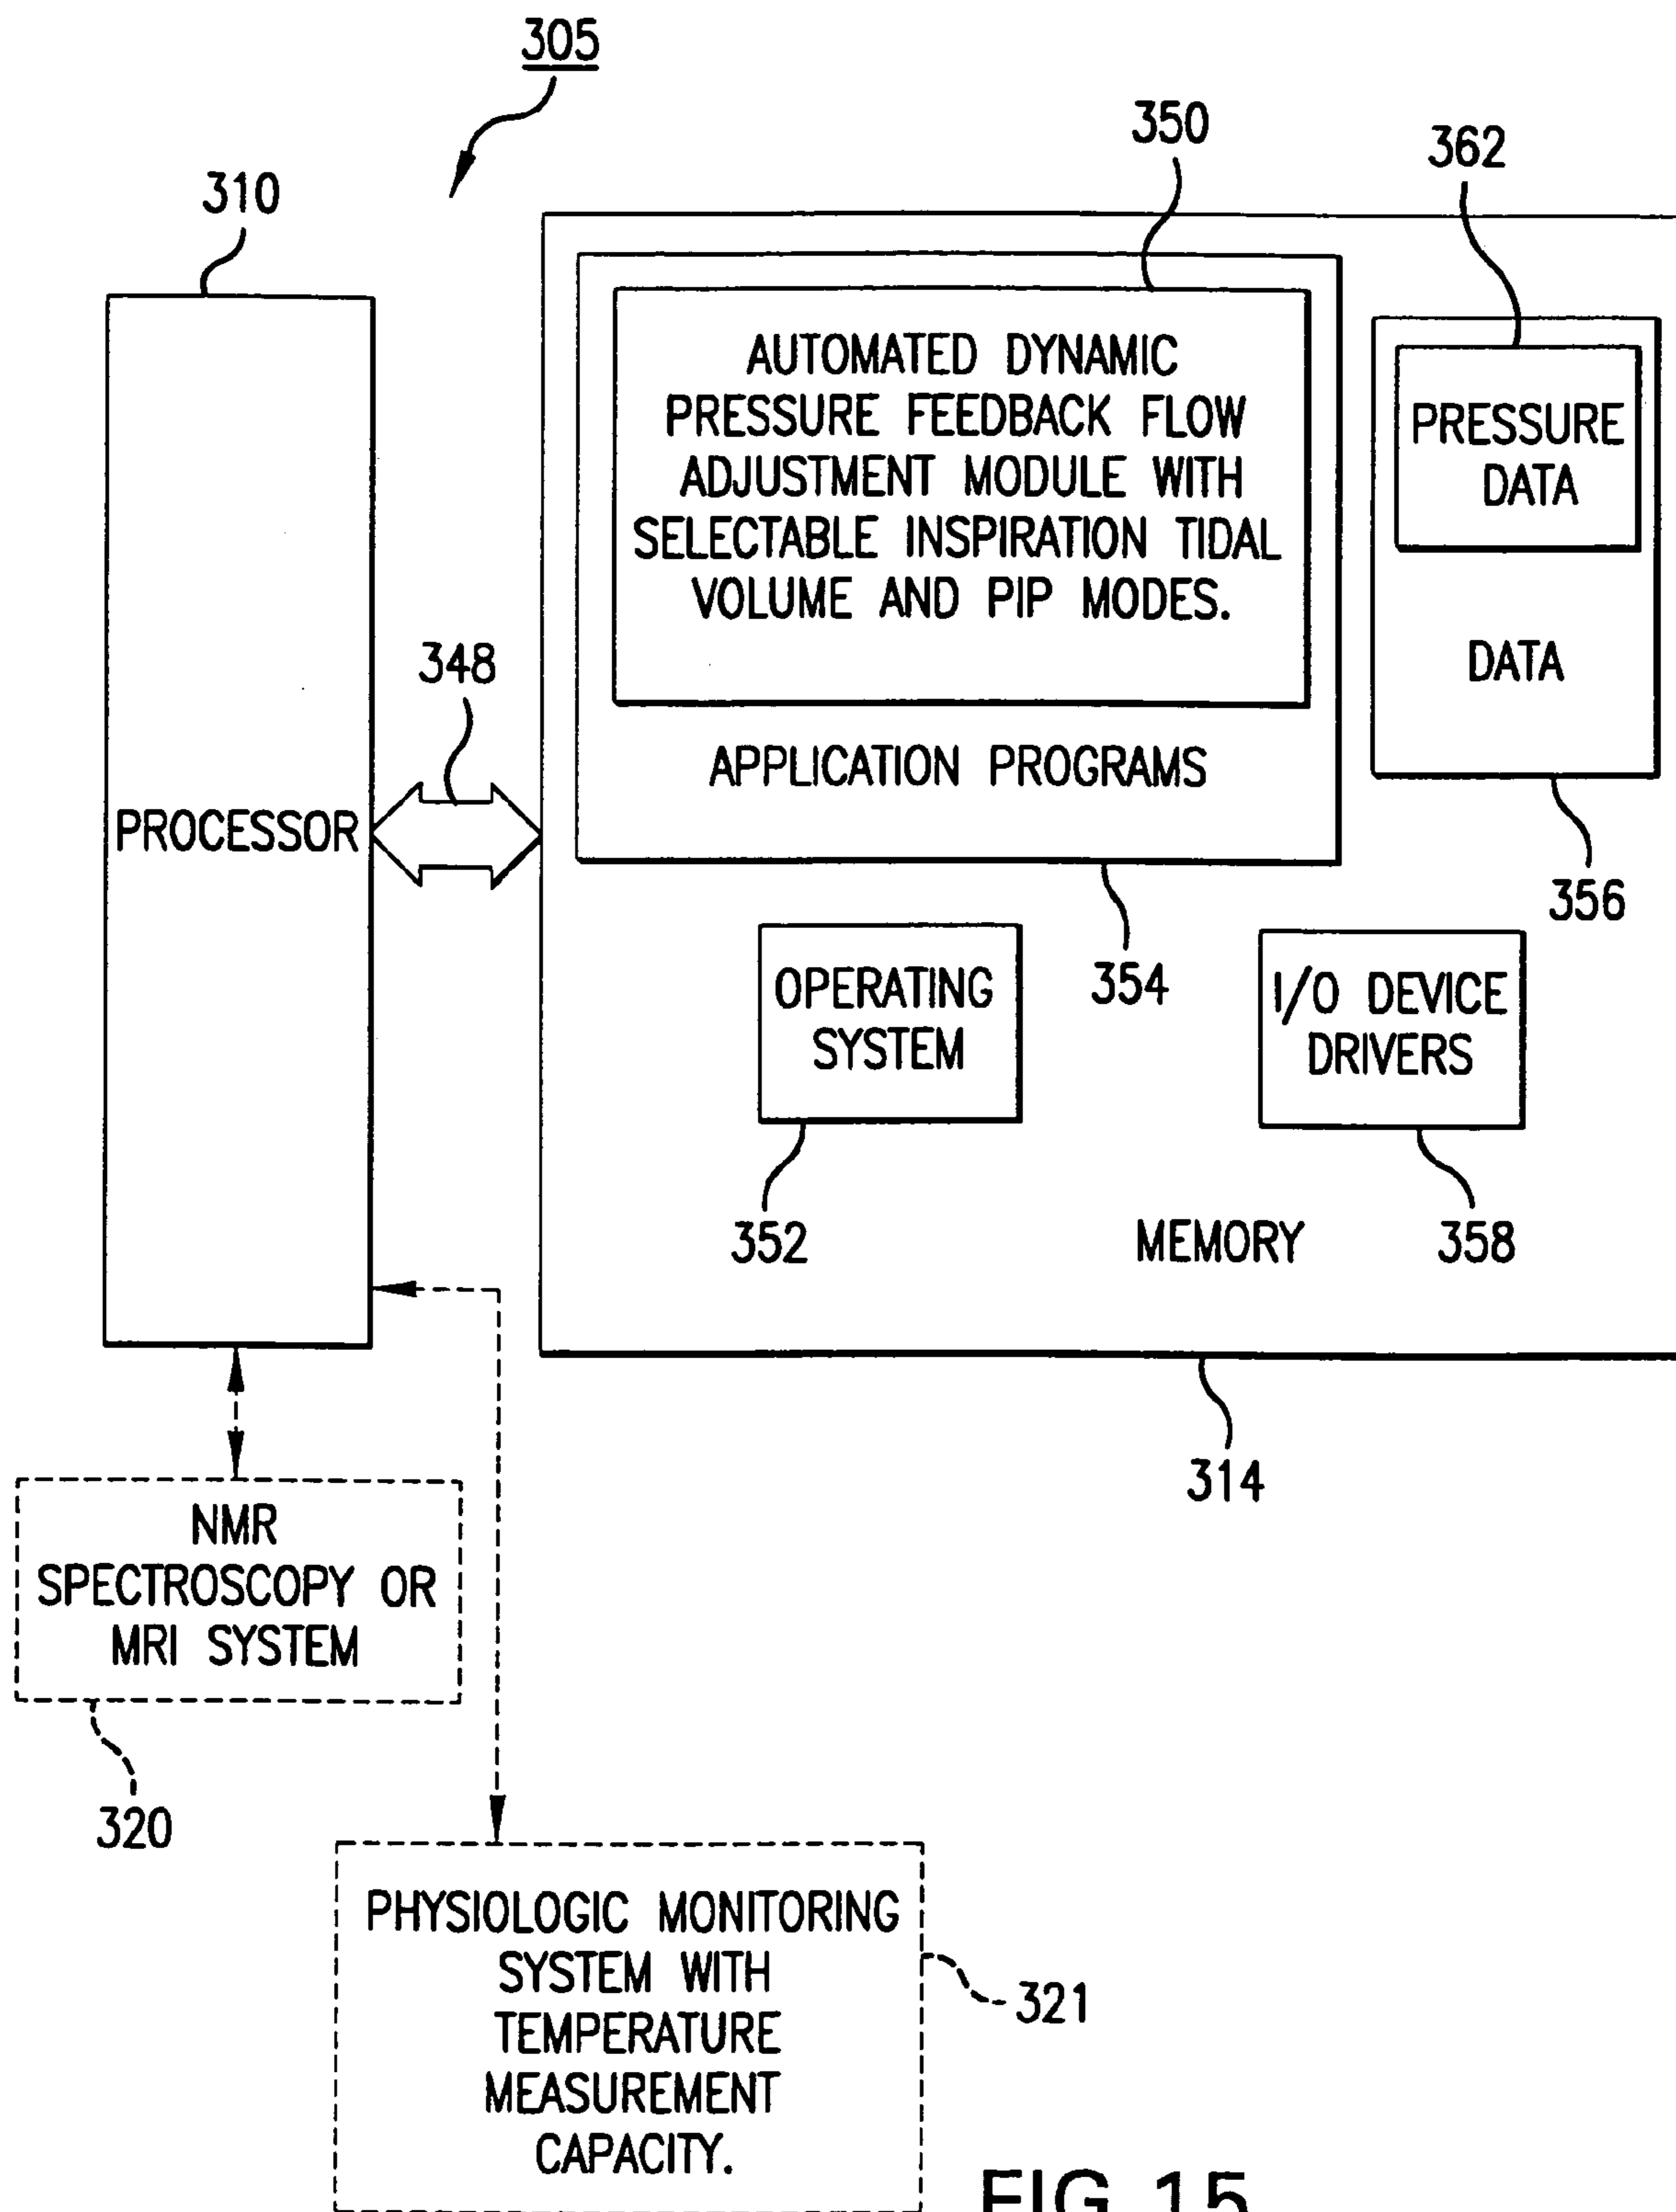 305
350
362
310
AUTOMATED DYNAMIC
PRESSURE FEEDBACK FLOW
ADJUSTMENT MODULE WITH
SELECTABLE INSPIRATION TIDAL
VOLUME AND PIP MODES.
PRESSURE
DATA
DATA
348
APPLICATION PROGRAMS
PROCESSOR
356
354
OPERATING
SYSTEM
I/O DEVICE
DRIVERS
352
MEMORY
358
314
NMR
SPECTROSCOPY OR
MRI SYSTEM
320
PHYSIOLOGIC MONITORING
SYSTEM WITH
TEMPERATURE
MEASUREMENT
CAPACITY.
321
FIG. 15